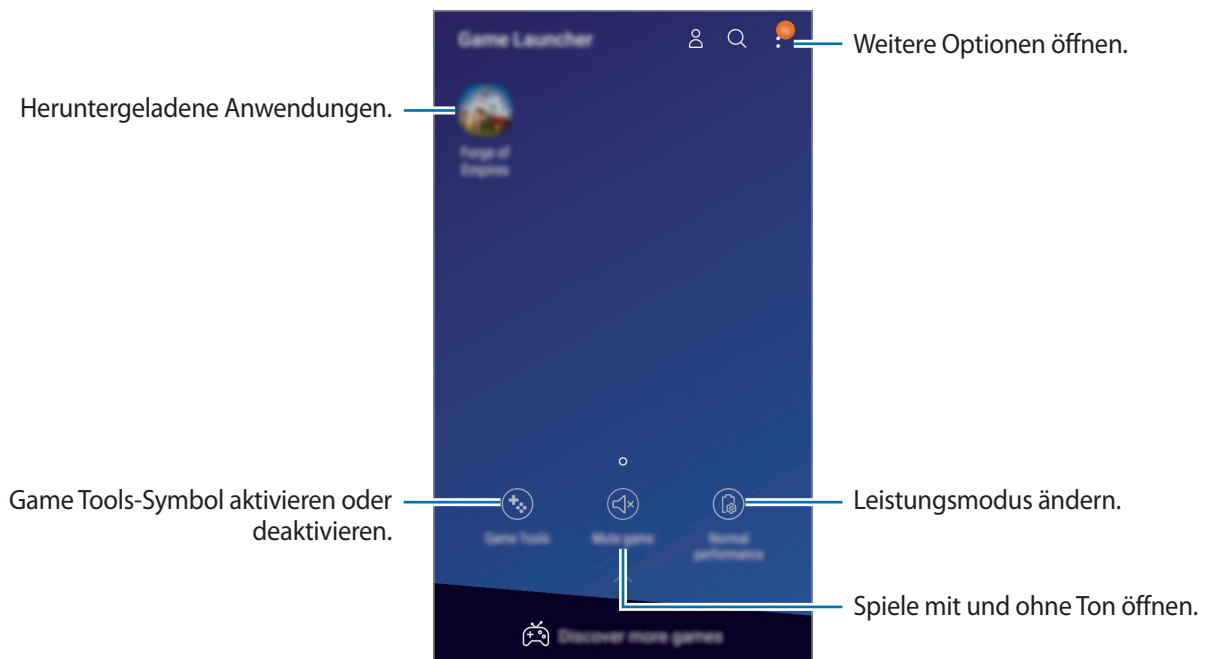 Game Launcher
Weitere Optionen öffnen.
Heruntergeladene Anwendungen.
Forge of
Empires
Game Tools-Symbol aktivieren oder
deaktivieren.
Leistungsmodus ändern.
Game Tools
Mute game
Normal
performance
Spiele mit und ohne Ton öffnen.
Discover more games